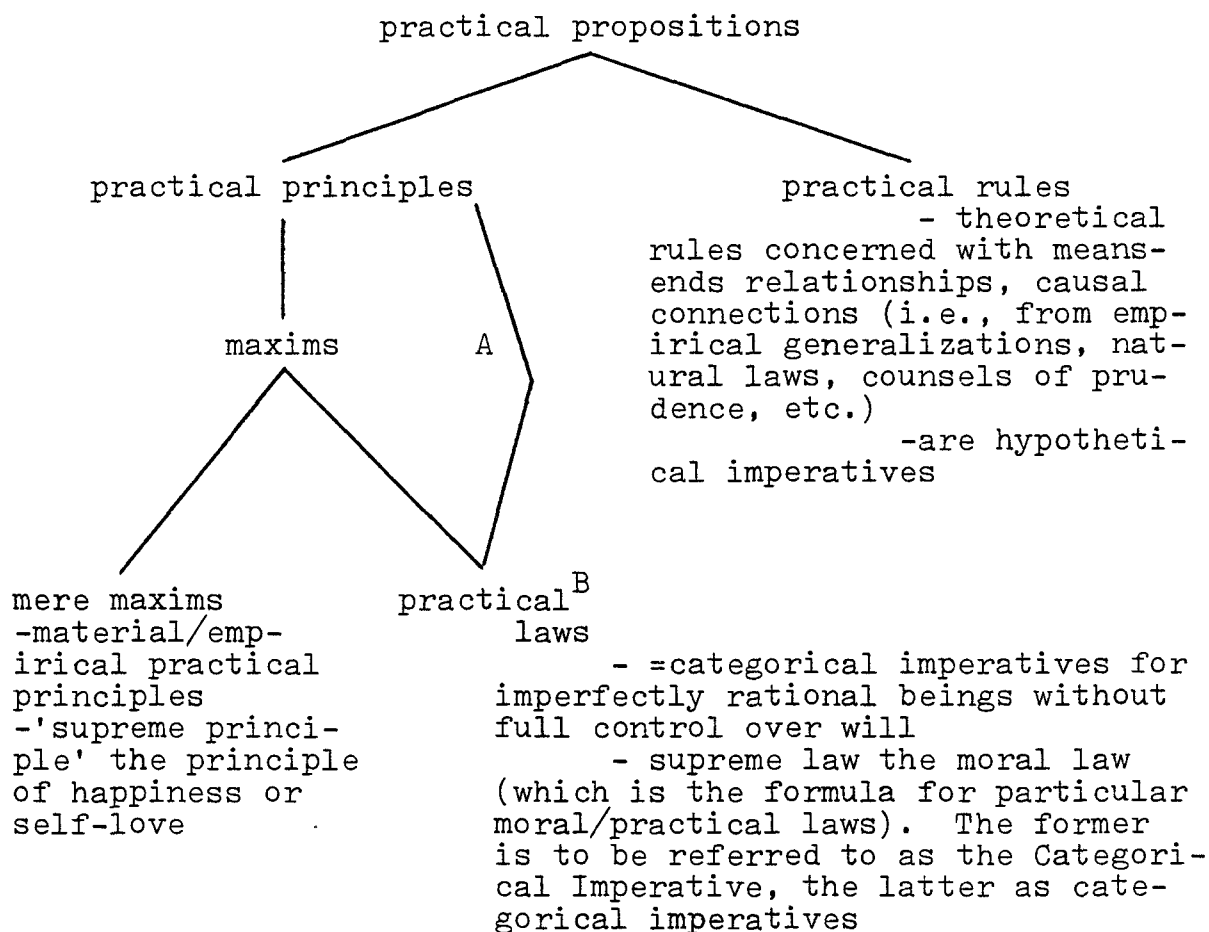 practical propositions
practical principles
practical rules
- theoretical
rules concerned with means-
ends relationships, causal
connections (i.e., from emp-
irical generalizations, nat-
ural laws, counsels of pru-
dence, etc.)
-are hypotheti-
cal imperatives
maxims
A
mere maxims
-material/emp-
irical practical
principles
-'supreme princi-
ple' the principle
of happiness or
self-love
practical B
laws
- =categorical imperatives for
imperfectly rational beings without
full control over will
- supreme law the moral law
(which is the formula for particular
moral/practical laws). The former
is to be referred to as the Categori-
cal Imperative, the latter as cate-
gorical imperatives